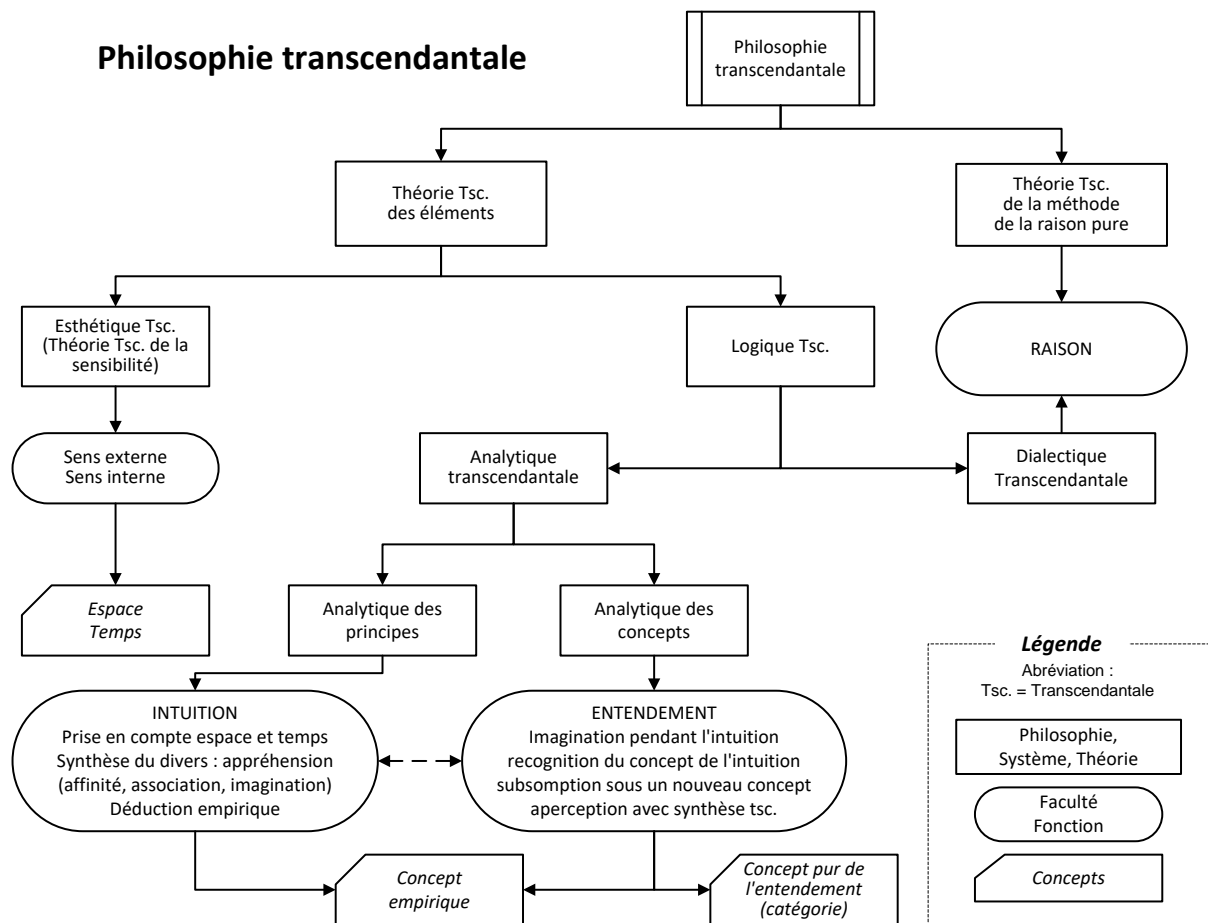 Philosophie transcendantale
Philosophie
transcendantale
Théorie Tsc.
des éléments
Théorie Tsc.
de la méthode
de la raison pure
Esthétique Tsc.
(Théorie Tsc. de la
sensibilité)
Logique Tsc.
RAISON
Sens externe
Sens interne
Analytique
transcendantale
Dialectique
Transcendantale
Espace
Temps
Analytique des
principes
Analytique des
concepts
INTUITION
Prise en compte espace et temps
Synthèse du divers : appréhension
(affinité, association, imagination)
Déduction empirique
ENTENDEMENT
Imagination pendant l'intuition
recognition du concept de l'intuition
subsomption sous un nouveau concept
aperception avec synthèse tsc.
Concept
empirique
Concept pur de
l'entendement
(catégorie)
Légende
Abréviation :
Tsc. = Transcendantale
Philosophie,
Système, Théorie
Faculté
Fonction
Concepts